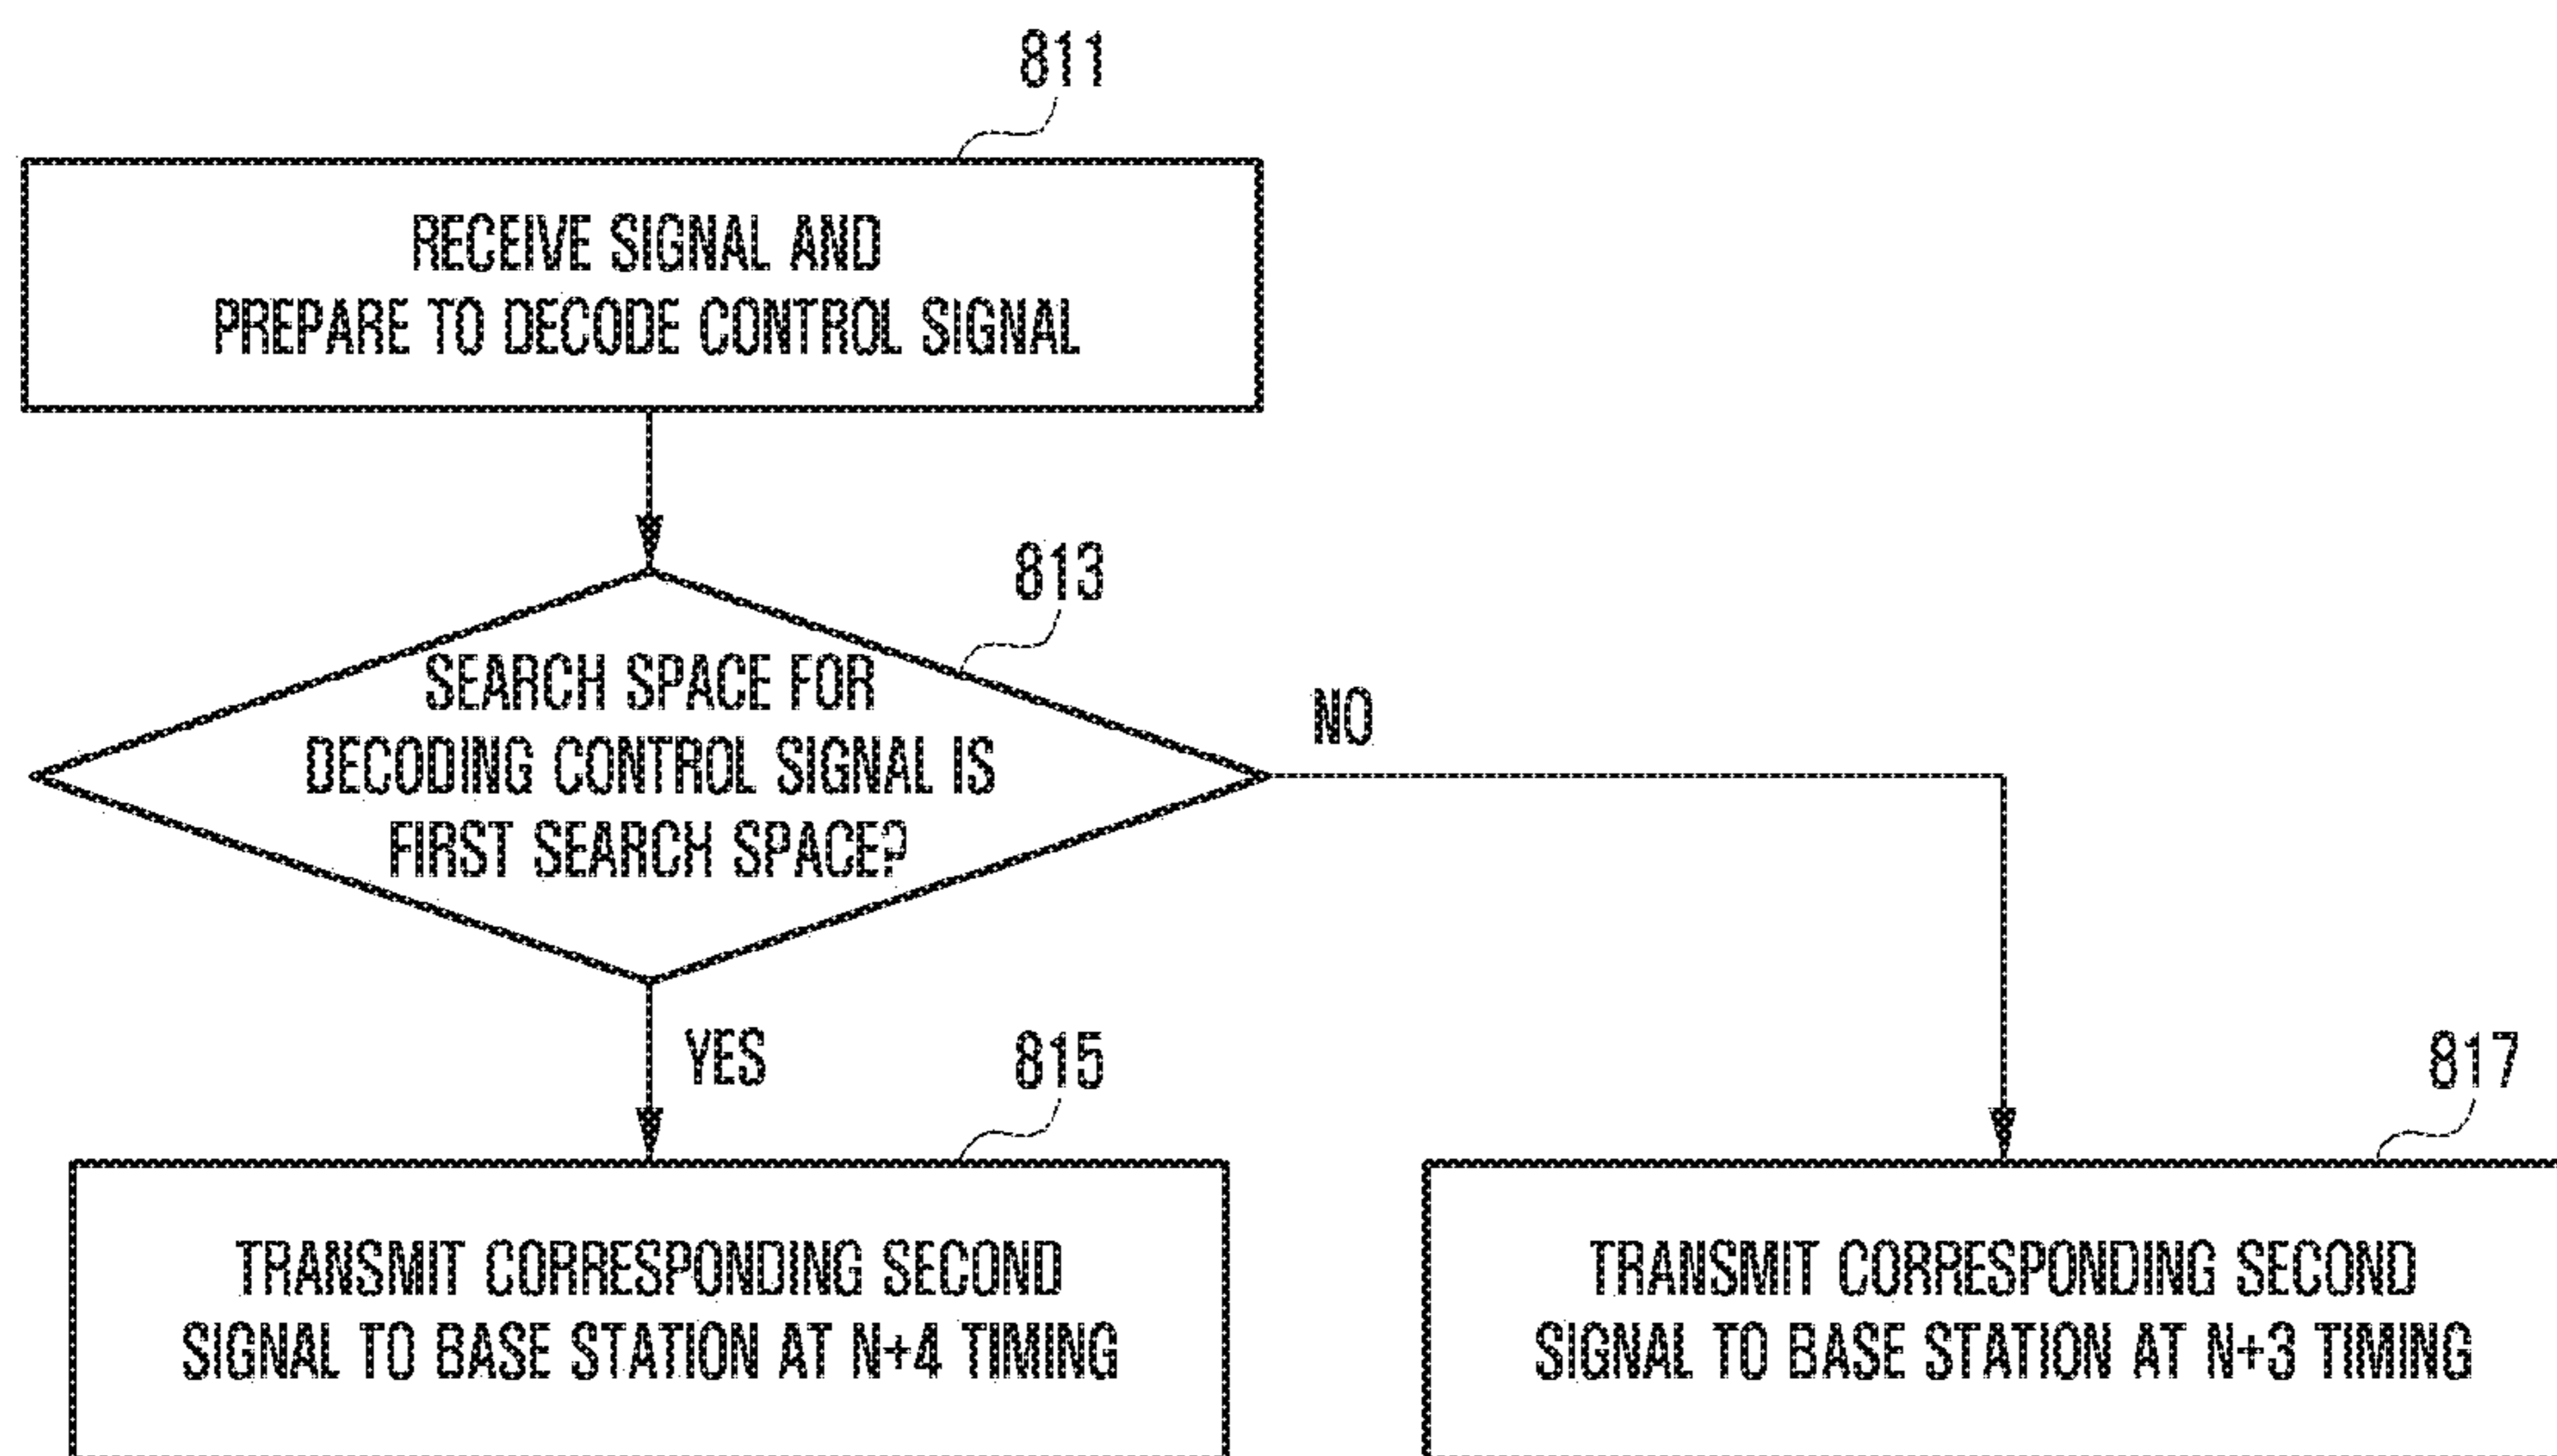 811
RECEIVE SIGNAL AND
PREPARE TO DECODE CONTROL SIGNAL
813
SEARCH SPACE FOR
DECODING CONTROL SIGNAL IS
FIRST SEARCH SPACE?
NO
YES
815
TRANSMIT CORRESPONDING SECOND
SIGNAL TO BASE STATION AT N+4 TIMING
817
TRANSMIT CORRESPONDING SECOND
SIGNAL TO BASE STATION AT N+3 TIMING